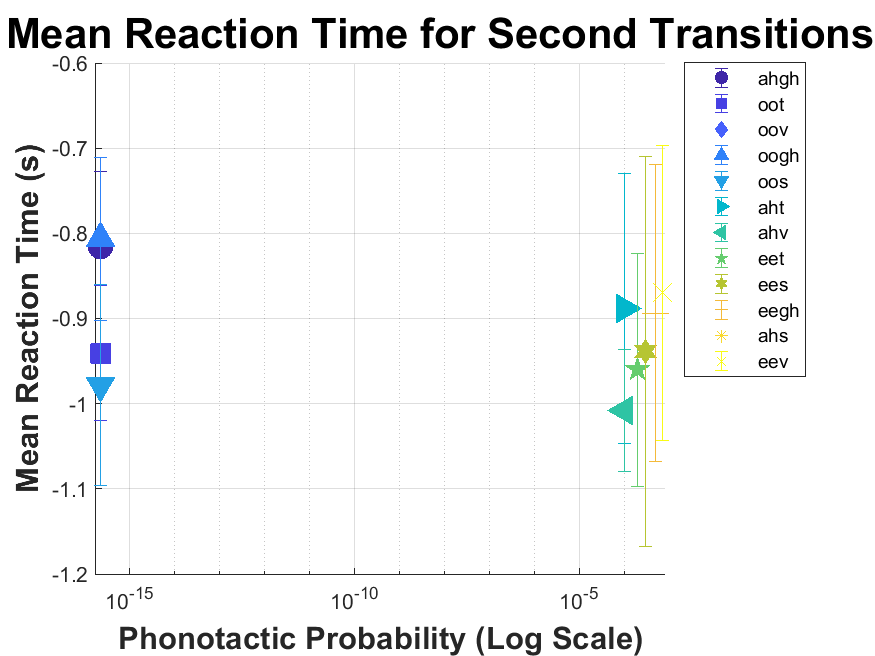 Mean Reaction Time for Second Transitions
Mean Reaction Time (s)
-0.6
-0.7
-0.8
-0.9
-1
-1.1
-1.2
10^-15
10^-10
10^-5
Phonotactic Probability (Log Scale)
ahgh
oot
oov
oogh
oos
aht
ahv
eet
ees
eegh
ahs
eev